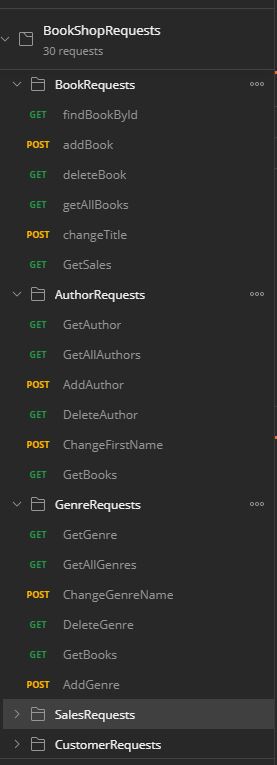 BookShopRequests
30 requests
BookRequests
GET findBookById
POST addBook
GET deleteBook
GET getAllBooks
POST changeTitle
GET GetSales
AuthorRequests
GET GetAuthor
GET GetAllAuthors
POST AddAuthor
GET DeleteAuthor
POST ChangeFirstName
GET GetBooks
GenreRequests
GET GetGenre
GET GetAllGenres
POST ChangeGenreName
GET DeleteGenre
GET GetBooks
POST AddGenre
SalesRequests
CustomerRequests